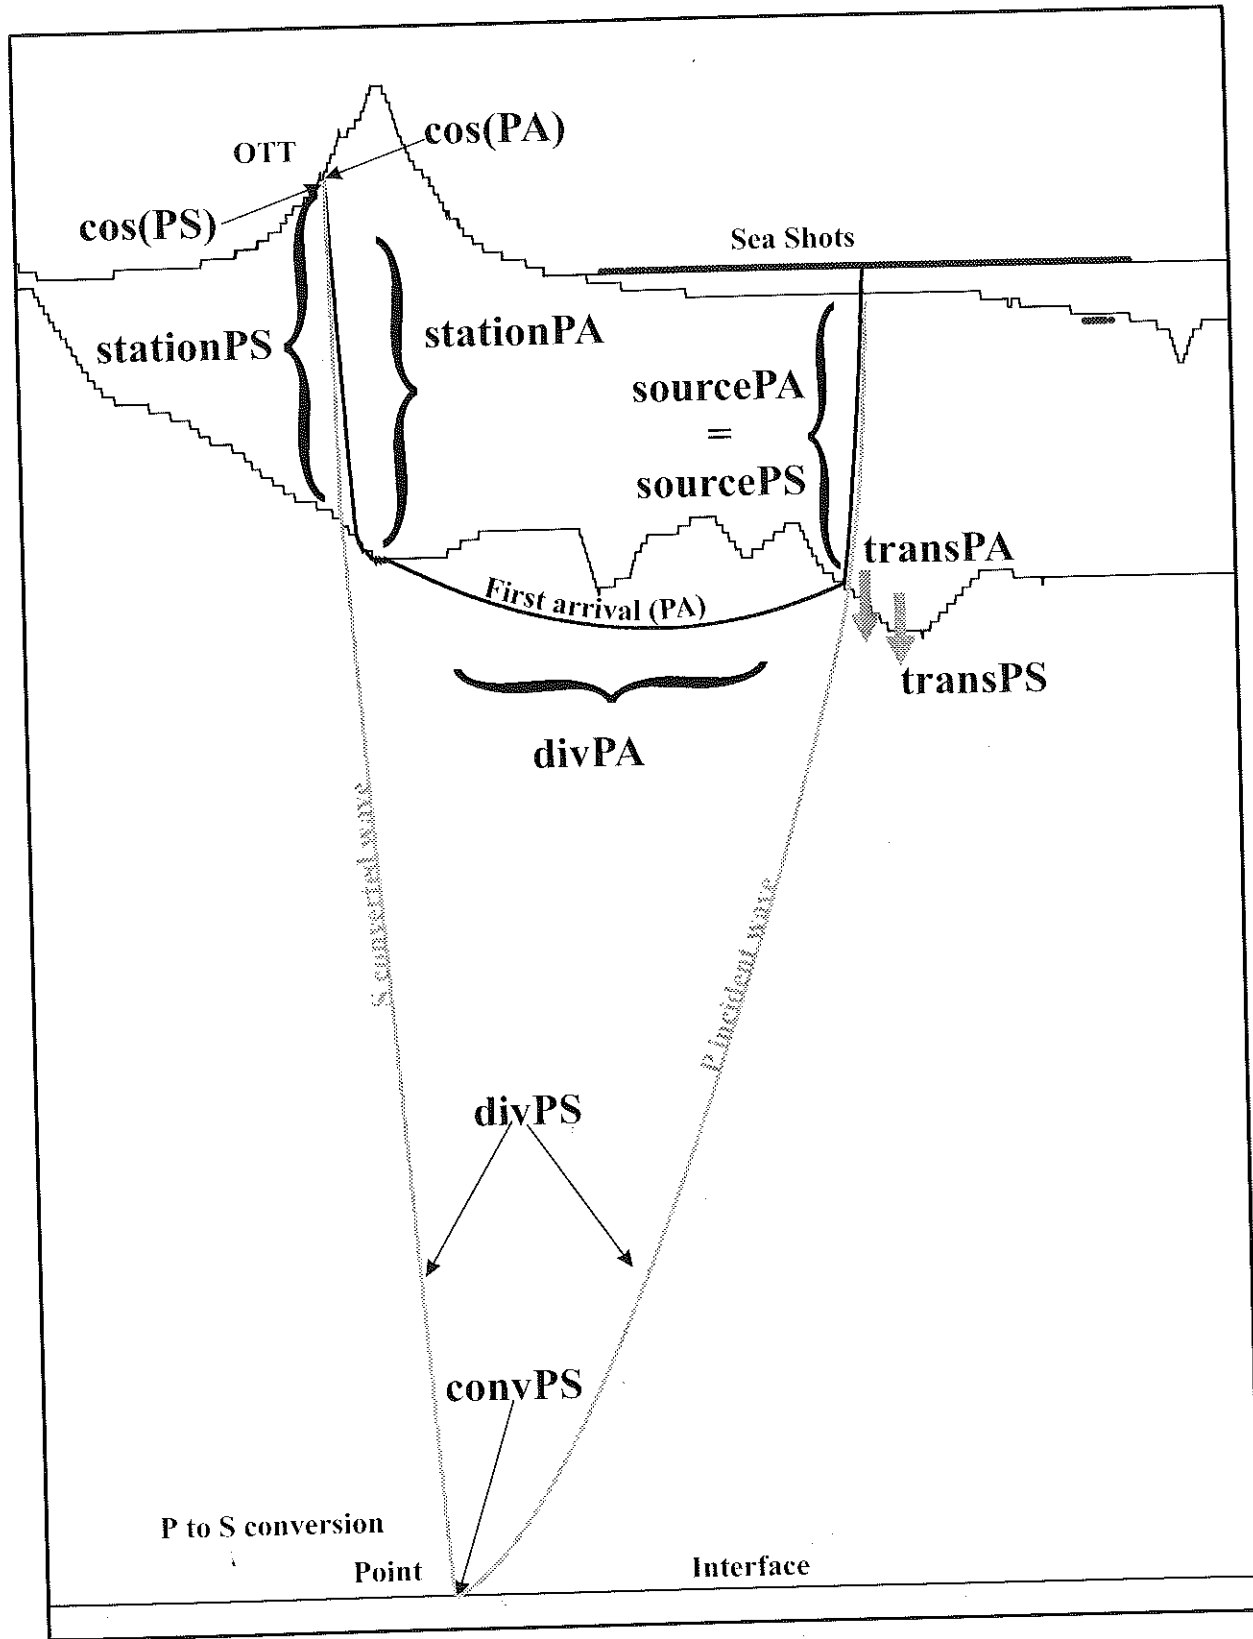 OTT
cos(PA)
cos(PS)
Sea Shots
stationPS
stationPA
sourcePA
=
sourcePS
transPA
First arrival (PA)
transPS
divPA
S converted wave
P incident wave
divPS
convPS
P to S conversion
Point
Interface